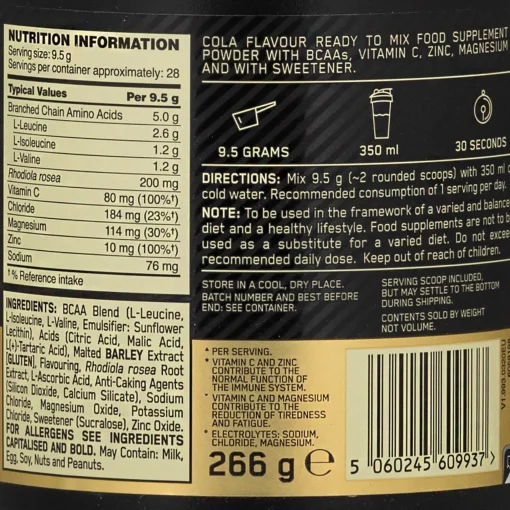 NUTRITION INFORMATION
Serving size: 9.5 g
Servings per container approximately: 28
Typical Values Per 9.5 g
Branched Chain Amino Acids 5.0 g
L-Leucine 2.6 g
L-Isoleucine 1.2 g
L-Valine 1.2 g
Rhodiola rosea 200 mg
Vitamin C 80 mg (100%†)
Chloride 184 mg (23%†)
Magnesium 114 mg (30%†)
Zinc 10 mg (100%†)
Sodium 76 mg
† % Reference intake
INGREDIENTS: BCAA Blend (L-Leucine,
L-Isoleucine, L-Valine, Emulsifier: Sunflower
Lecithin), Acids (Citric Acid, Malic Acid,
L(+)-Tartaric Acid), Malted BARLEY Extract
(GLUTEN), Flavouring, Rhodiola rosea Root
Extract, L-Ascorbic Acid, Anti-Caking Agents
(Silicon Dioxide, Calcium Silicate), Sodium
Chloride, Magnesium Oxide, Potassium
Chloride, Sweetener (Sucralose), Zinc Oxide.
FOR ALLERGENS SEE INGREDIENTS
CAPITALISED AND BOLD. May Contain: Milk,
Egg, Soy, Nuts and Peanuts.
COLA FLAVOUR READY TO MIX FOOD SUPPLEMENT
POWDER WITH BCAAs, VITAMIN C, ZINC, MAGNESIUM
AND WITH SWEETENER.
9.5 GRAMS 350 ml 30 SECONDS
DIRECTIONS: Mix 9.5 g (~2 rounded scoops) with 350 ml
cold water. Recommended consumption of 1 serving per day.
NOTE: To be used in the framework of a varied and balance
diet and a healthy lifestyle. Food supplements are not to b
used as a substitute for a varied diet. Do not excee
recommended daily dose. Keep out of reach of children.
STORE IN A COOL, DRY PLACE.
BATCH NUMBER AND BEST BEFORE
END: SEE CONTAINER.
SERVING SCOOP INCLUDED,
BUT MAY SETTLE TO THE BOTTOM
DURING SHIPPING.
CONTENTS SOLD BY WEIGHT
NOT VOLUME.
* PER SERVING.
* VITAMIN C AND ZINC
CONTRIBUTE TO THE
NORMAL FUNCTION OF
THE IMMUNE SYSTEM.
* VITAMIN C AND MAGNESIUM
CONTRIBUTE TO THE
REDUCTION OF TIREDNESS
AND FATIGUE.
* ELECTROLYTES: SODIUM,
CHLORIDE, MAGNESIUM.
266 g ℮
5 060245 609937 >